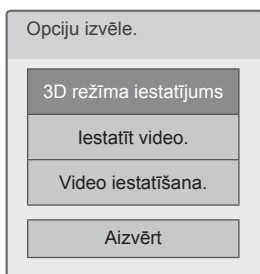 Opciju izvēle.
3D režīma iestatījums
Iestatīt video.
Video iestatīšana.
Aizvērt